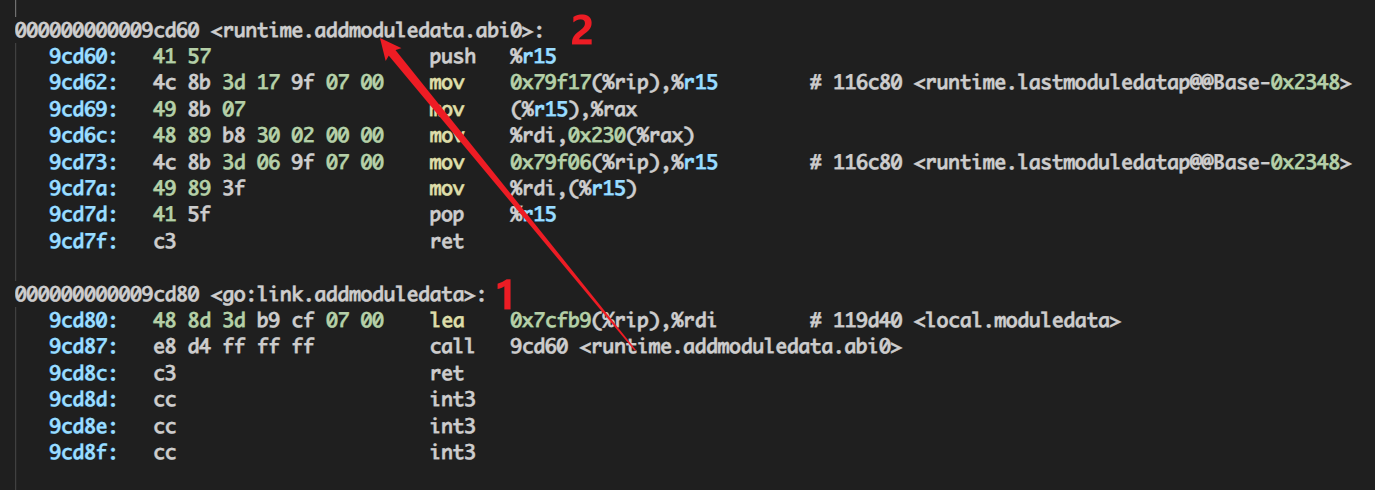 000000000009cd60 <runtime.addmoduledata.abi0>: 2
9cd60: 41 57 push %r15
9cd62: 4c 8b 3d 17 9f 07 00 mov 0x79f17(%rip),%r15 # 116c80 <runtime.lastmoduledatap@@Base-0x2348>
9cd69: 49 8b 07 mov (%r15),%rax
9cd6c: 48 89 b8 30 02 00 00 mov %rdi,0x230(%rax)
9cd73: 4c 8b 3d 06 9f 07 00 mov 0x79f06(%rip),%r15 # 116c80 <runtime.lastmoduledatap@@Base-0x2348>
9cd7a: 49 89 3f mov %rdi,(%r15)
9cd7d: 41 5f pop %r15
9cd7f: c3 ret
000000000009cd80 <go:link.addmoduledata>: 1
9cd80: 48 8d 3d b9 cf 07 00 lea 0x7cfb9(%rip),%rdi # 119d40 <local.moduledata>
9cd87: e8 d4 ff ff ff call 9cd60 <runtime.addmoduledata.abi0>
9cd8c: c3 ret
9cd8d: cc int3
9cd8e: cc int3
9cd8f: cc int3